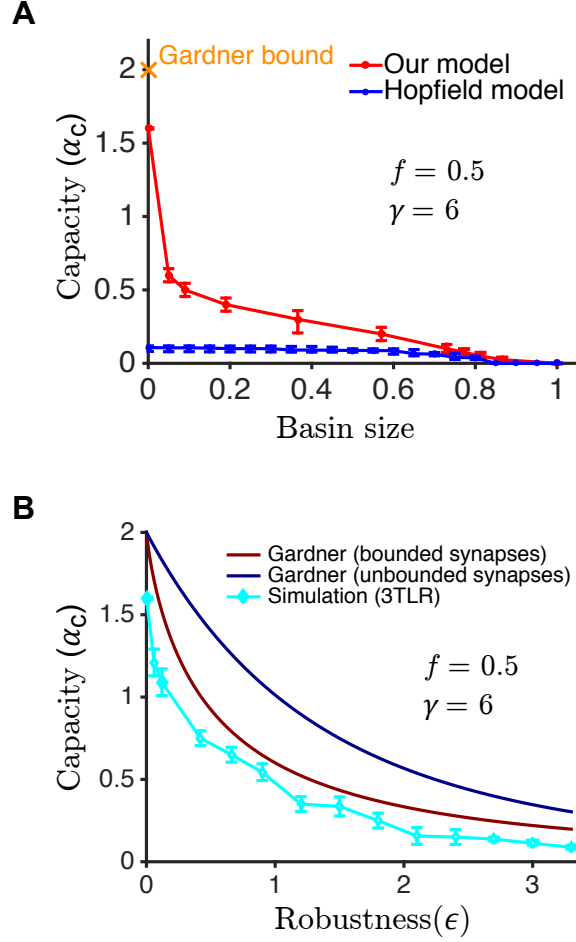 A
Gardner bound
Our model
Hopfield model
f = 0.5
γ = 6
Capacity (α_c)
2
1.5
1
0.5
0
0 0.2 0.4 0.6 0.8 1
Basin size
B
Gardner (bounded synapses)
Gardner (unbounded synapses)
Simulation (3TLR)
f = 0.5
γ = 6
Capacity (α_c)
2
1.5
1
0.5
0
0 1 2 3
Robustness(ϵ)